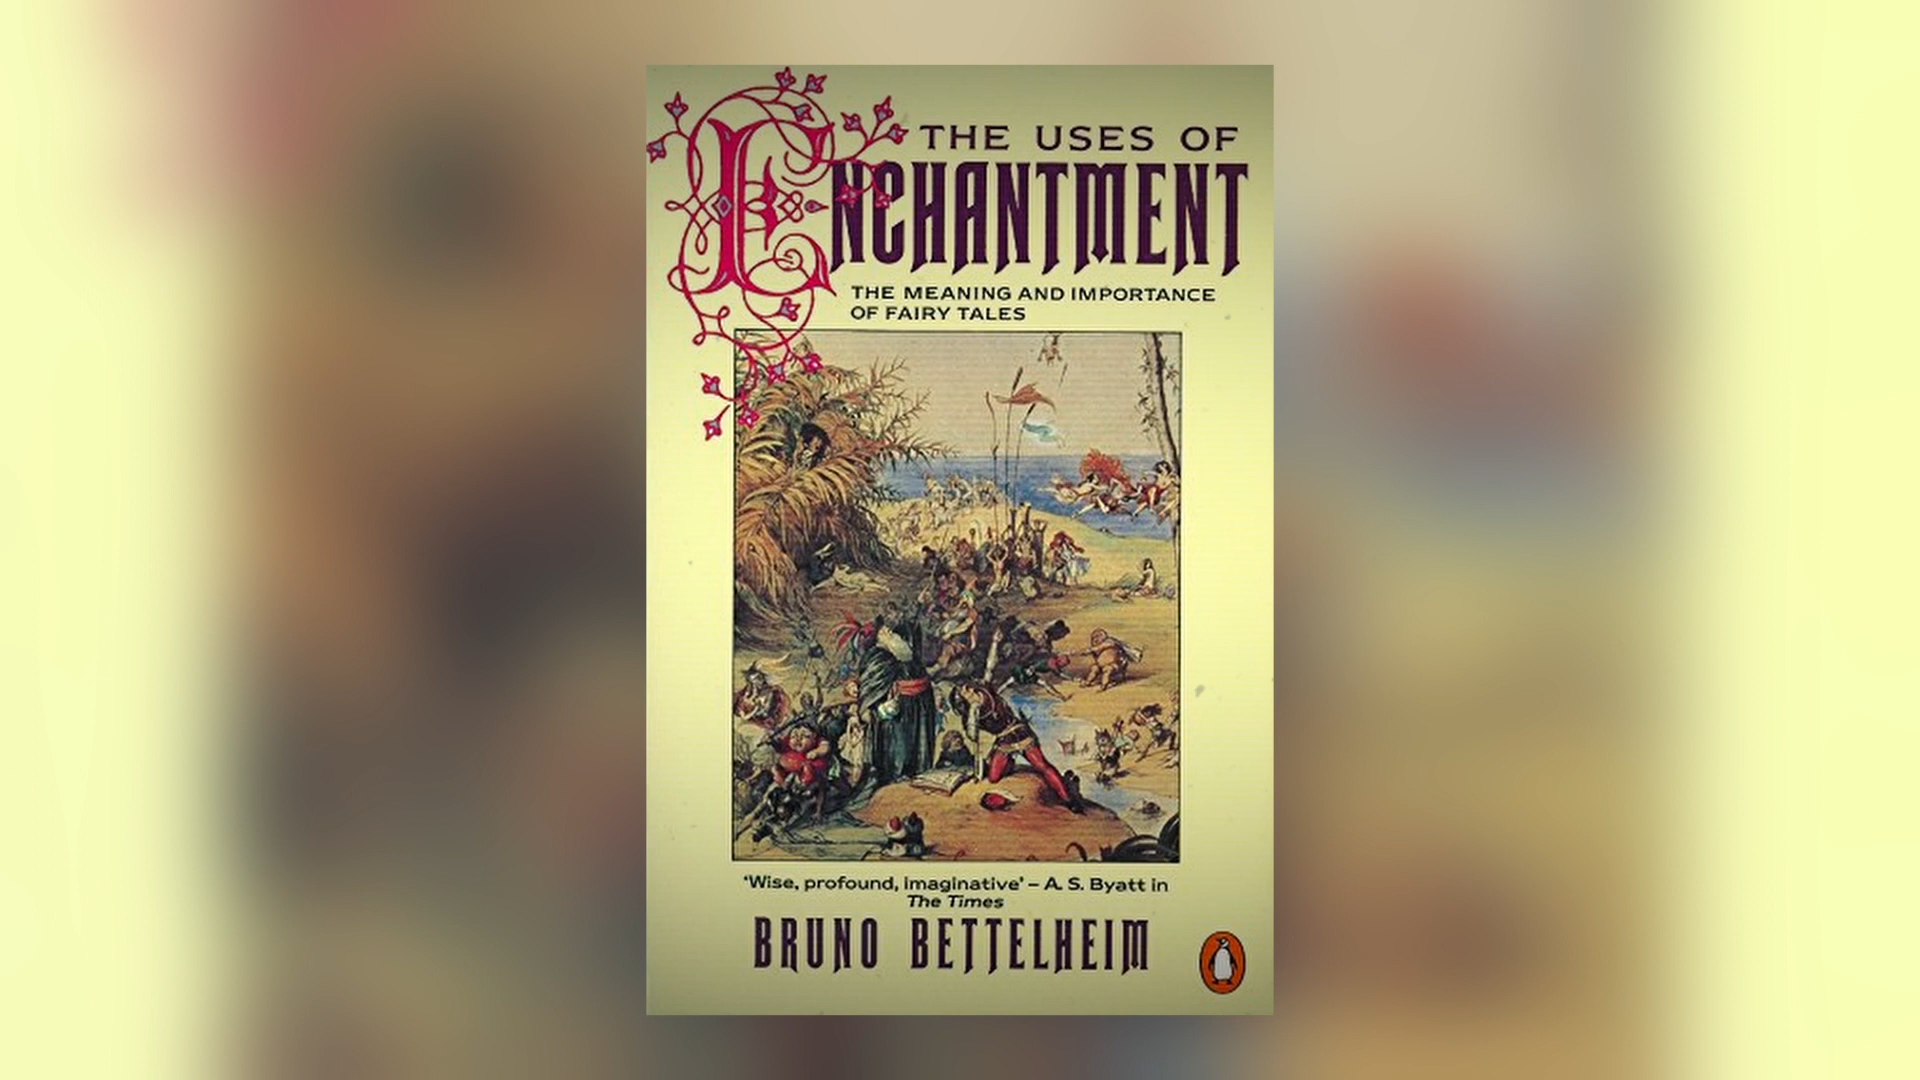 THE USES OF
ENCHANTMENT
THE MEANING AND IMPORTANCE
OF FAIRY TALES
‘Wise, profound, imaginative’ – A. S. Byatt in
The Times
BRUNO BETTELHEIM